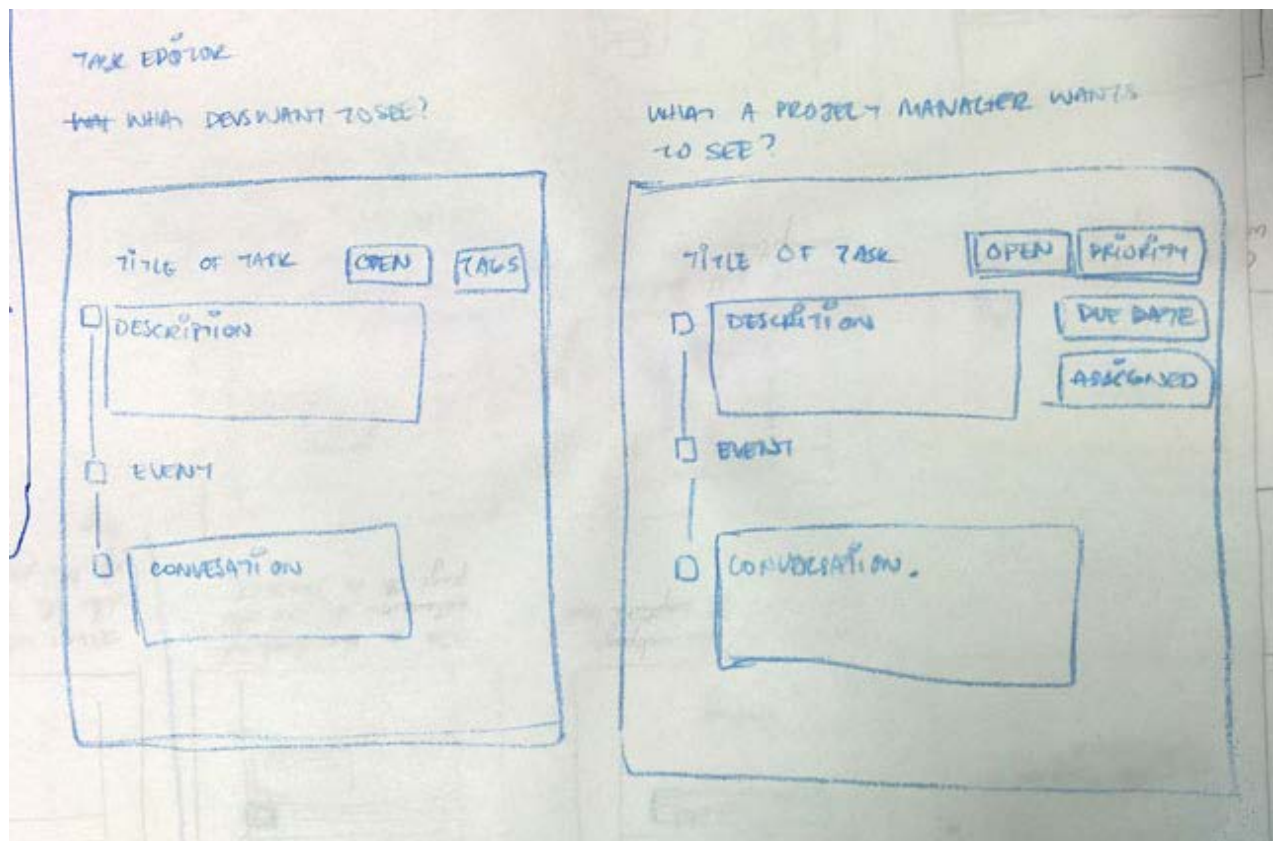 TASK EDITOR
WHAT DEVS WANT TO SEE?
TITLE OF TASK OPEN TAGS
DESCRIPTION
EVENT
CONVESATION
WHAT A PROJECT MANAGER WANTS
TO SEE?
TITLE OF TASK OPEN PRIORITY
DESCRITION DUE DATE
ASSIGNED
EVENT
CONVERSATION.